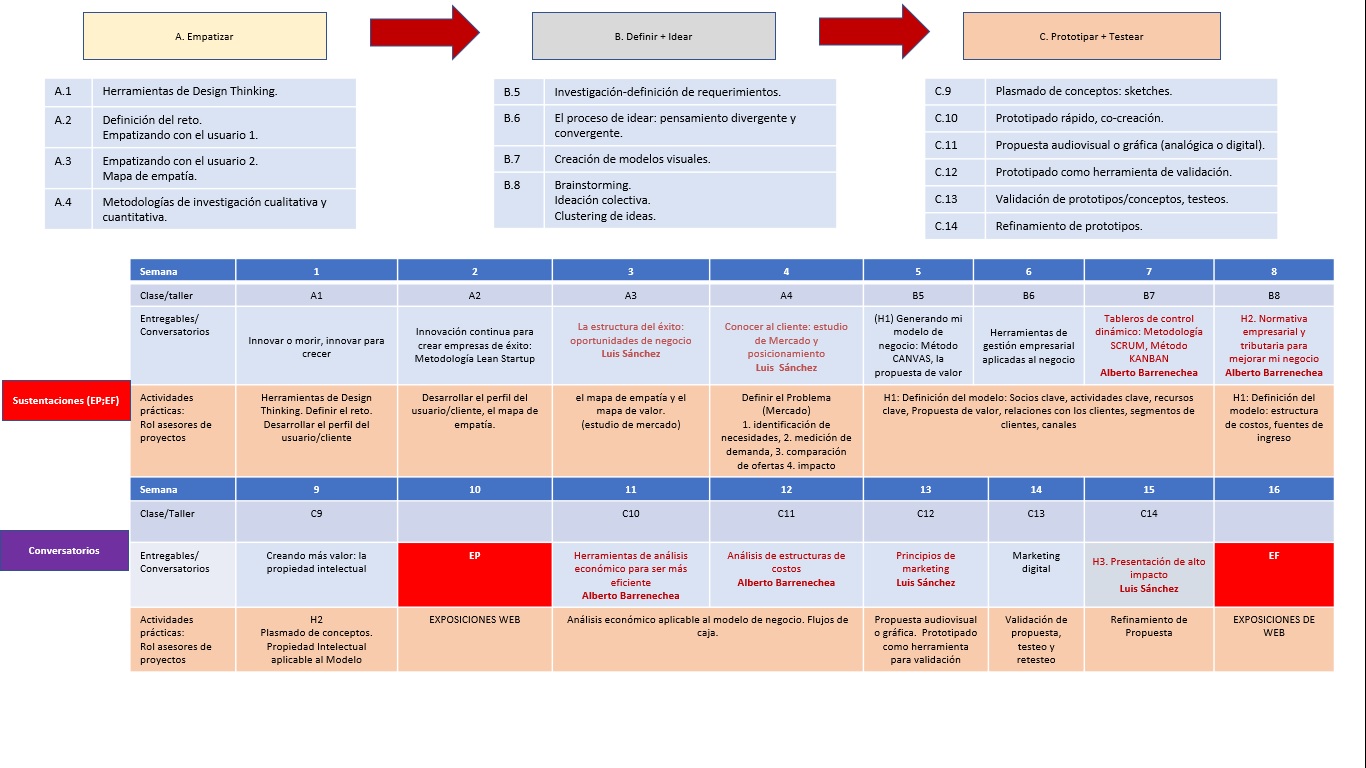 A. Empatizar
B. Definir + Idear
C. Prototipar + Testear
A.1 Herramientas de Design Thinking.
A.2 Definición del reto.
Empatizando con el usuario 1.
A.3 Empatizando con el usuario 2.
Mapa de empatía.
A.4 Metodologías de investigación cualitativa y
cuantitativa.
B.5 Investigación-definición de requerimientos.
B.6 El proceso de idear: pensamiento divergente y
convergente.
B.7 Creación de modelos visuales.
B.8 Brainstorming.
Ideación colectiva.
Clustering de ideas.
C.9 Plasmado de conceptos: sketches.
C.10 Prototipado rápido, co-creación.
C.11 Propuesta audiovisual o gráfica (analógica o digital).
C.12 Prototipado como herramienta de validación.
C.13 Validación de prototipos/conceptos, testeos.
C.14 Refinamiento de prototipos.
Semana 1 2 3 4 5 6 7 8
Clase/taller A1 A2 A3 A4 B5 B6 B7 B8
Entregables/
Conversatorios
Innovar o morir, innovar para
crecer
Innovación continua para
crear empresas de éxito:
Metodología Lean Startup
La estructura del éxito:
oportunidades de negocio
Luis Sánchez
Conocer al cliente: estudio
de Mercado y
posicionamiento
Luis Sánchez
(H1) Generando mi
modelo de
negocio: Método
CANVAS, la
propuesta de valor
Herramientas de
gestión empresarial
aplicadas al negocio
Tableros de control
dinámico: Metodología
SCRUM, Método
KANBAN
Alberto Barrenechea
H2. Normativa
empresarial y
tributaria para
mejorar mi negocio
Alberto Barrenechea
Sustentaciones (EP;EF)
Actividades
prácticas:
Rol asesores de
proyectos
Herramientas de Design
Thinking. Definir el reto.
Desarrollar el perfil del
usuario/cliente
Desarrollar el perfil del
usuario/cliente, el mapa de
empatía.
el mapa de empatía y el
mapa de valor.
(estudio de mercado)
Definir el Problema
(Mercado)
1. identificación de
necesidades, 2. medición de
demanda, 3. comparación
de ofertas 4. impacto
H1: Definición del modelo: Socios clave, actividades clave, recursos
clave, Propuesta de valor, relaciones con los clientes, segmentos de
clientes, canales
H1: Definición del
modelo: estructura
de costos, fuentes de
ingreso
Semana 9 10 11 12 13 14 15 16
Clase/Taller C9 C10 C11 C12 C13 C14
Conversatorios
Entregables/
Conversatorios
Creando más valor: la
propiedad intelectual
EP
Herramientas de análisis
económico para ser más
eficiente
Alberto Barrenechea
Análisis de estructuras de
costos
Alberto Barrenechea
Principios de
marketing
Luis Sánchez
Marketing
digital
H3. Presentación de alto
impacto
Luis Sánchez
EF
Actividades
prácticas:
Rol asesores de
proyectos
H2
Plasmado de conceptos.
Propiedad Intelectual
aplicable al Modelo
EXPOSICIONES WEB
Análisis económico aplicable al modelo de negocio. Flujos de
caja.
Propuesta audiovisual
o gráfica. Prototipado
como herramienta
para validación
Validación de
propuesta,
testeo y
retesteo
Refinamiento de
Propuesta
EXPOSICIONES DE
WEB